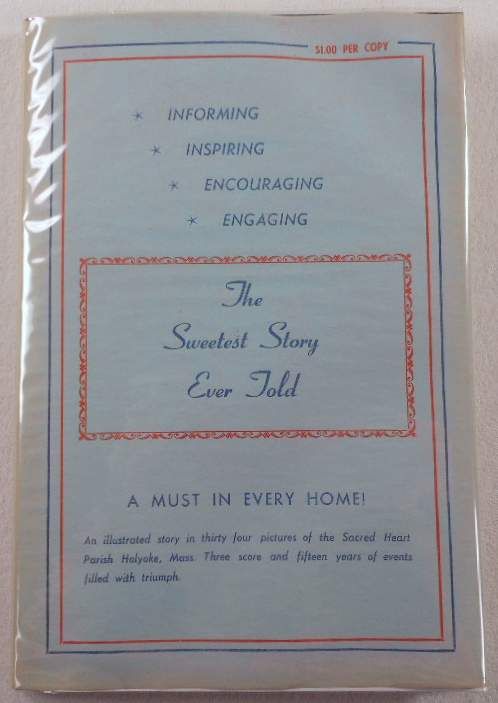 $1.00 PER COPY
* INFORMING
* INSPIRING
* ENCOURAGING
* ENGAGING
The
Sweetest Story
Ever Told
A MUST IN EVERY HOME!
An illustrated story in thirty four pictures of the Sacred Heart
Parish Holyoke, Mass. Three score and fifteen years of events
filled with triumph.